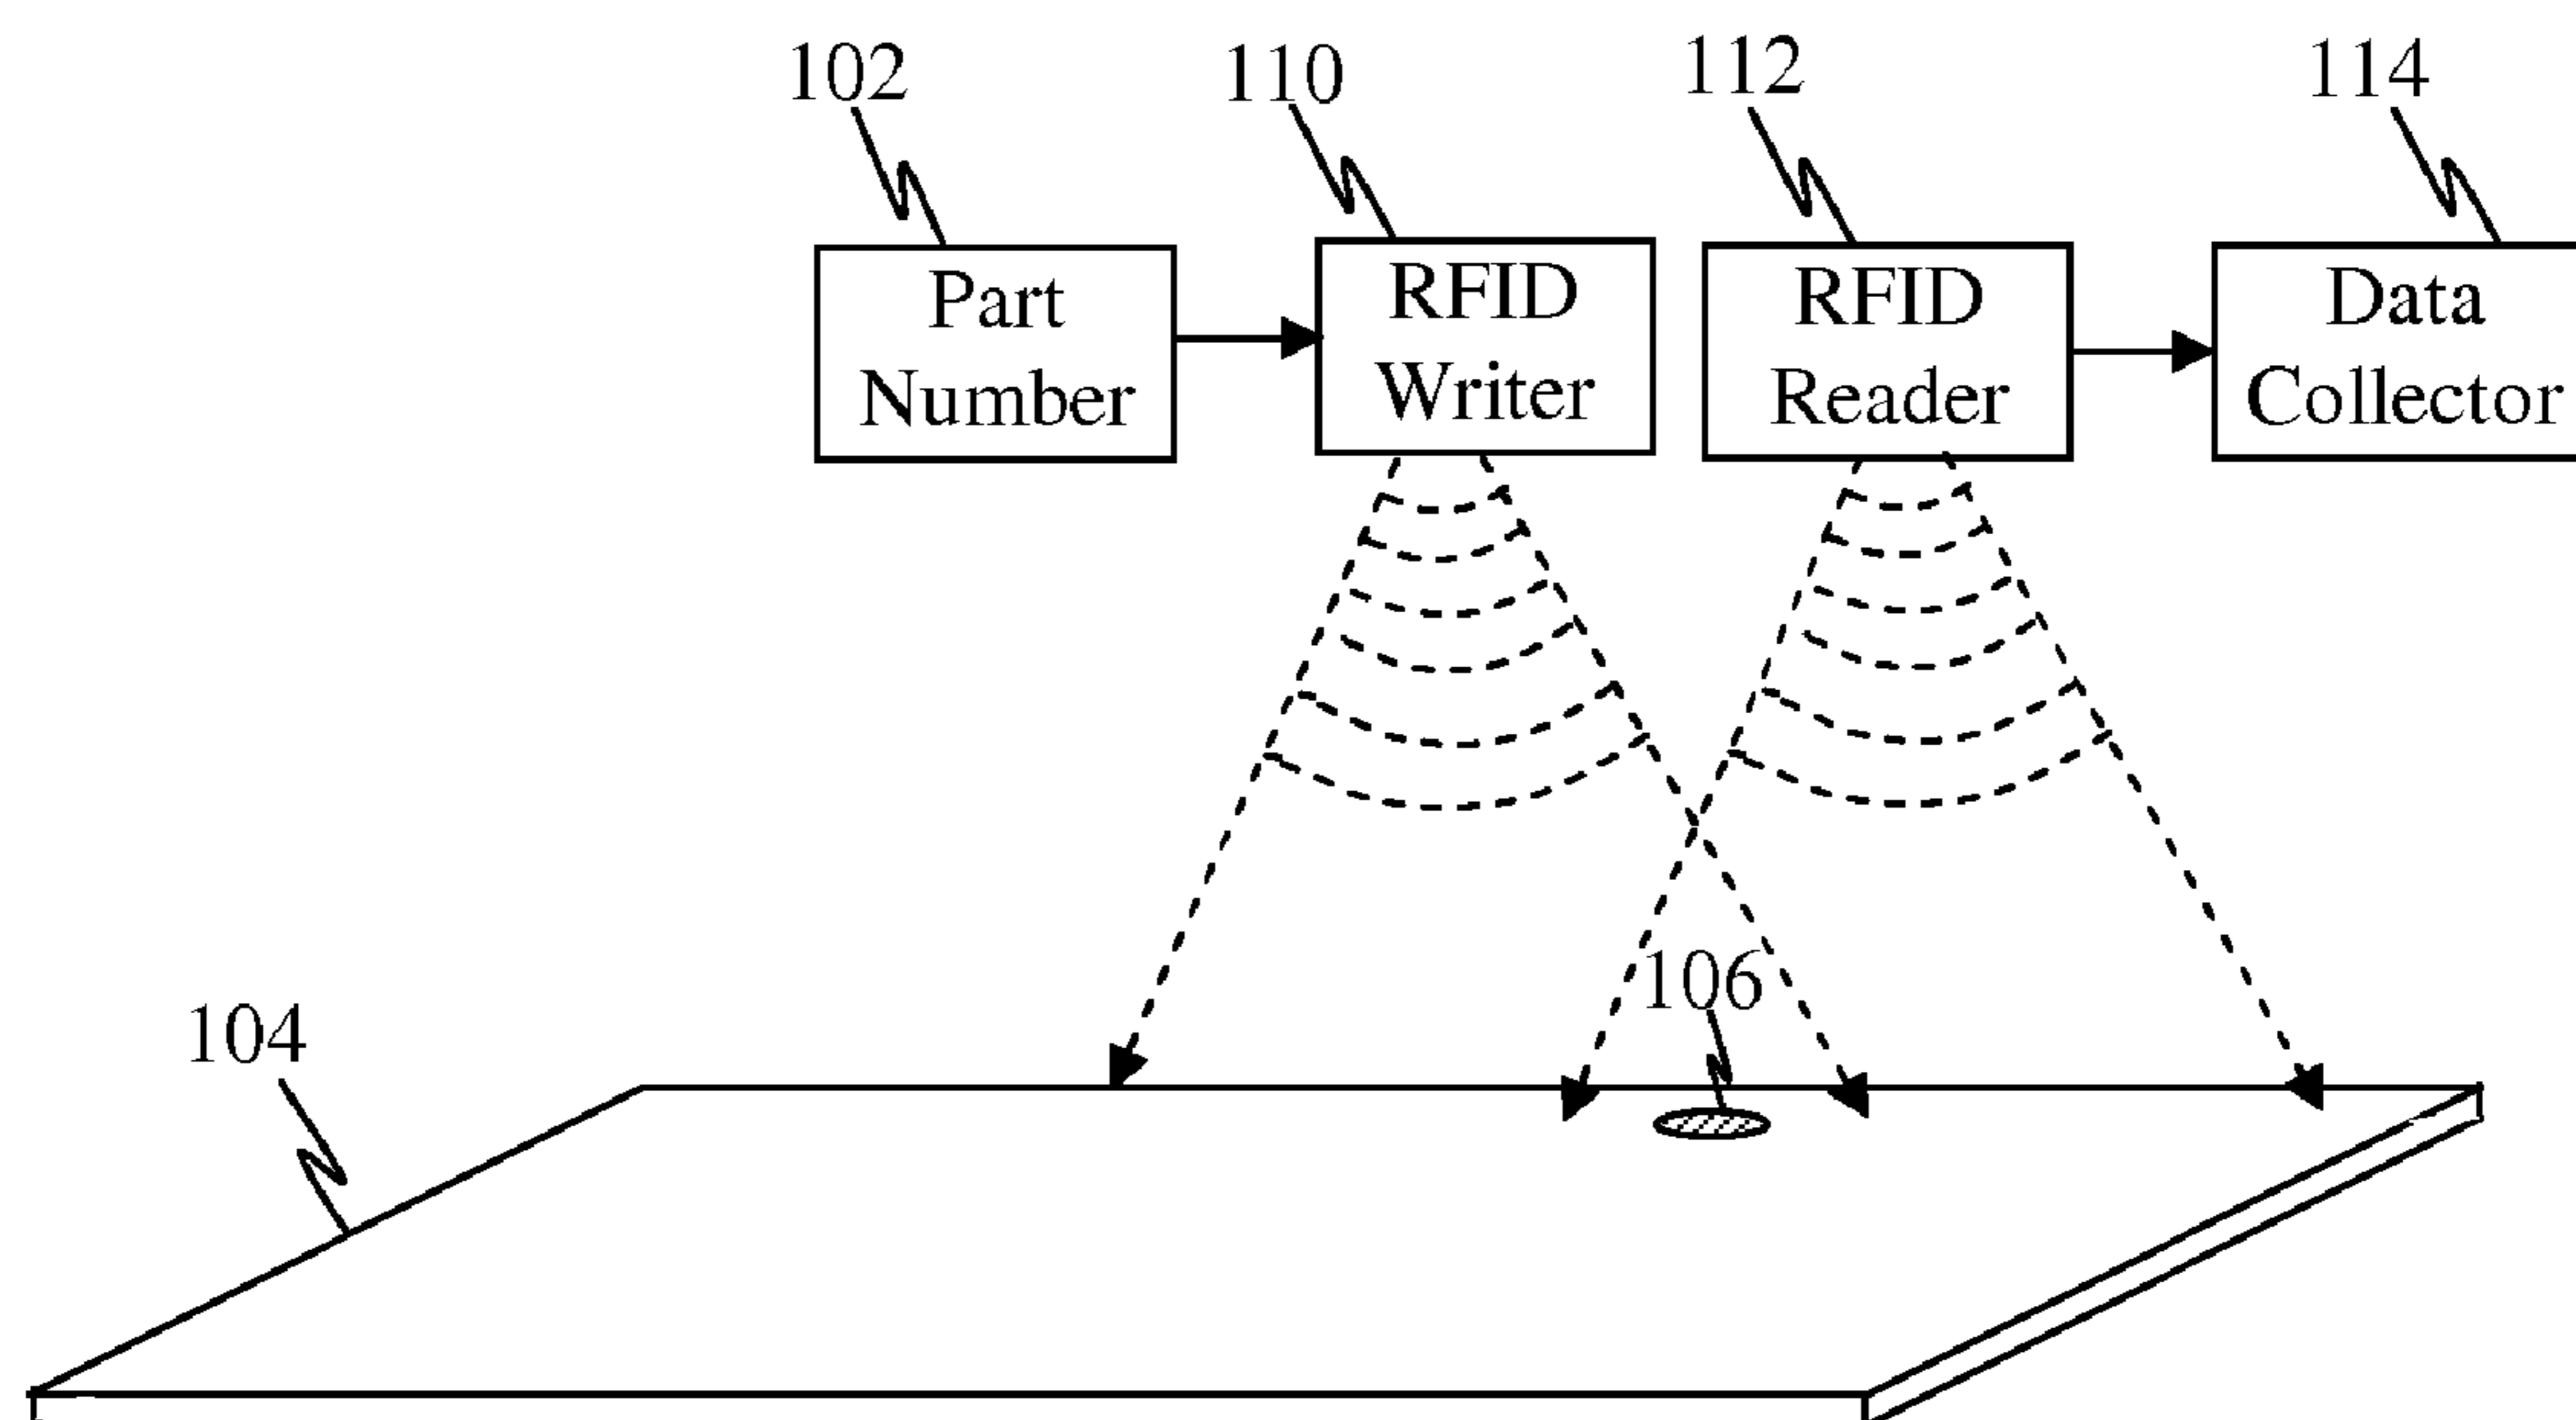 102 110 112 114
Part Number
RFID Writer
RFID Reader
Data Collector
106
104